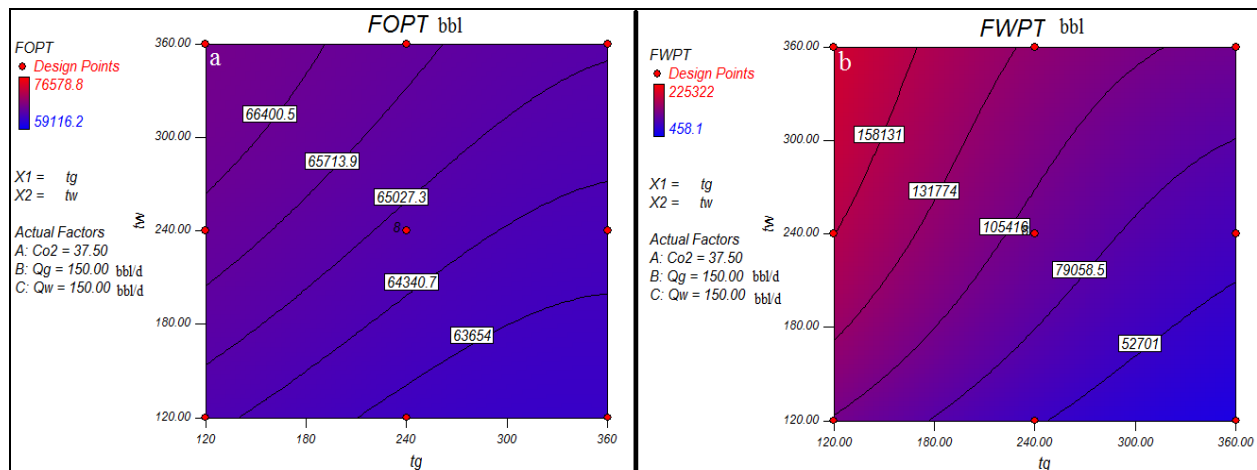 FOPT bbl
a
FOPT
Design Points
76578.8
59116.2
X1 = tg
X2 = tw
Actual Factors
A: Co2 = 37.50
B: Qg = 150.00 bbl/d
C: Qw = 150.00 bbl/d
tw
360.00
300.00
240.00
180.00
120.00
66400.5
65713.9
65027.3
8
64340.7
63654
120
180
240
300
360
tg
FWPT bbl
b
FWPT
Design Points
225322
458.1
X1 = tg
X2 = tw
Actual Factors
A: Co2 = 37.50
B: Qg = 150.00 bbl/d
C: Qw = 150.00 bbl/d
tw
360.00
300.00
240.00
180.00
120.00
158131
131774
105416
79058.5
52701
120.00
180.00
240.00
300.00
360.00
tg